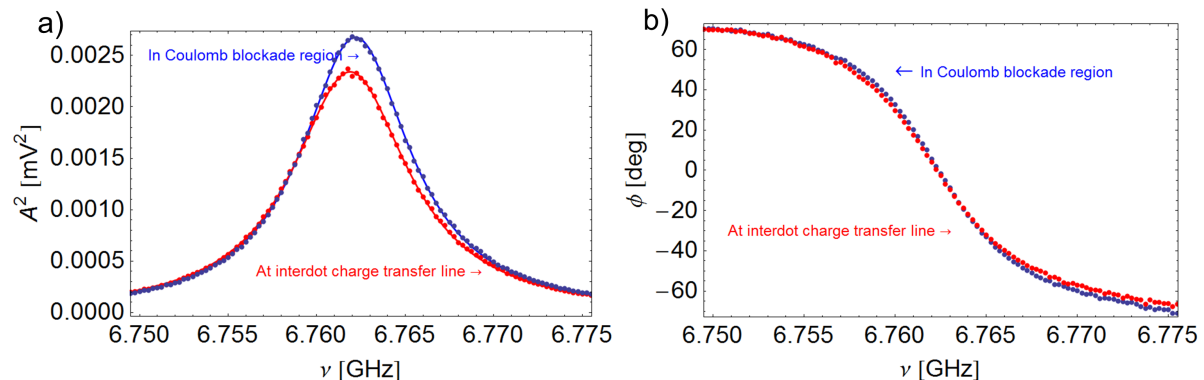 a)
0.0025
0.0020
0.0015
0.0010
0.0005
0.0000
A² [mV²]
In Coulomb blockade region →
At interdot charge transfer line →
6.750 6.755 6.760 6.765 6.770 6.775
ν [GHz]
b)
60
40
20
0
−20
−40
−60
ϕ [deg]
← In Coulomb blockade region
At interdot charge transfer line →
6.750 6.755 6.760 6.765 6.770 6.775
ν [GHz]